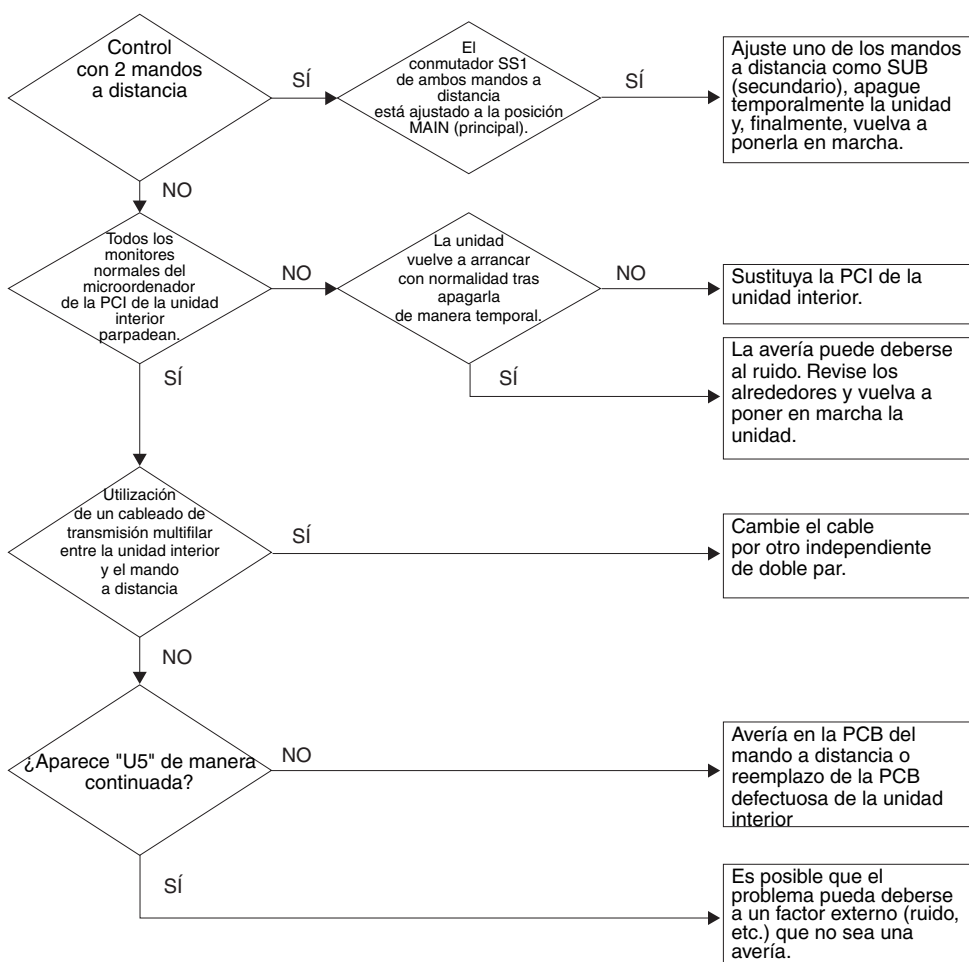 Control
con 2 mandos
a distancia
SÍ
El
conmutador SS1
de ambos mandos a
distancia
está ajustado a la posición
MAIN (principal).
SÍ
Ajuste uno de los mandos
a distancia como SUB
(secundario), apague
temporalmente la unidad
y, finalmente, vuelva a
ponerla en marcha.
NO
Todos los
monitores
normales del
microordenador
de la PCI de la unidad
interior
parpadean.
NO
La unidad
vuelve a arrancar
con normalidad tras
apagarla
de manera temporal.
NO
Sustituya la PCI de la
unidad interior.
SÍ
La avería puede deberse
al ruido. Revise los
alrededores y vuelva a
poner en marcha la
unidad.
SÍ
Utilización
de un cableado de
transmisión multifilar
entre la unidad interior
y el mando
a distancia
SÍ
Cambie el cable
por otro independiente
de doble par.
NO
¿Aparece "U5" de manera
continuada?
NO
Avería en la PCB del
mando a distancia o
reemplazo de la PCB
defectuosa de la unidad
interior
SÍ
Es posible que el
problema pueda deberse
a un factor externo (ruido,
etc.) que no sea una
avería.